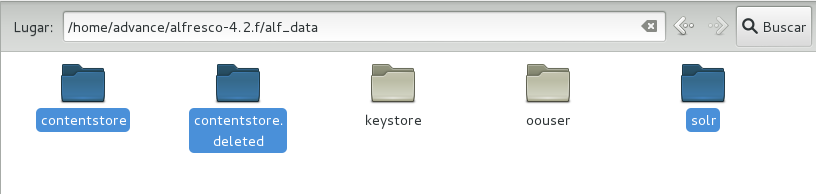 Lugar: /home/advance/alfresco-4.2.f/alf_data Buscar
contentstore contentstore. keystore oouser solr
deleted